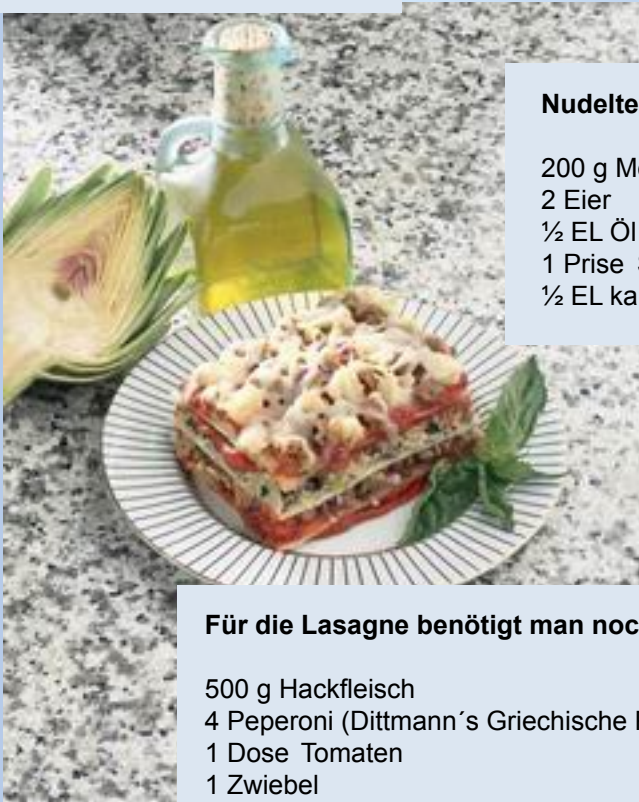 Nudelte
200 g M
2 Eier
½ EL Öl
1 Prise
½ EL ka
Für die Lasagne benötigt man noc
500 g Hackfleisch
4 Peperoni (Dittmann´s Griechische
1 Dose Tomaten
1 Zwiebel